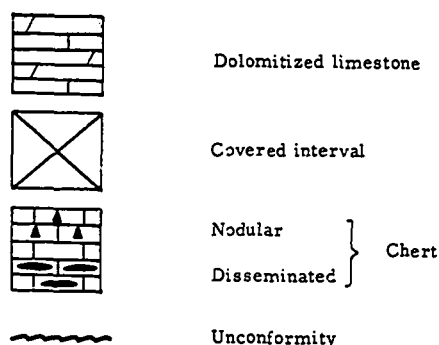 Dolomitized limestone
Covered interval
Nodular
Chert
Disseminated
Unconformity